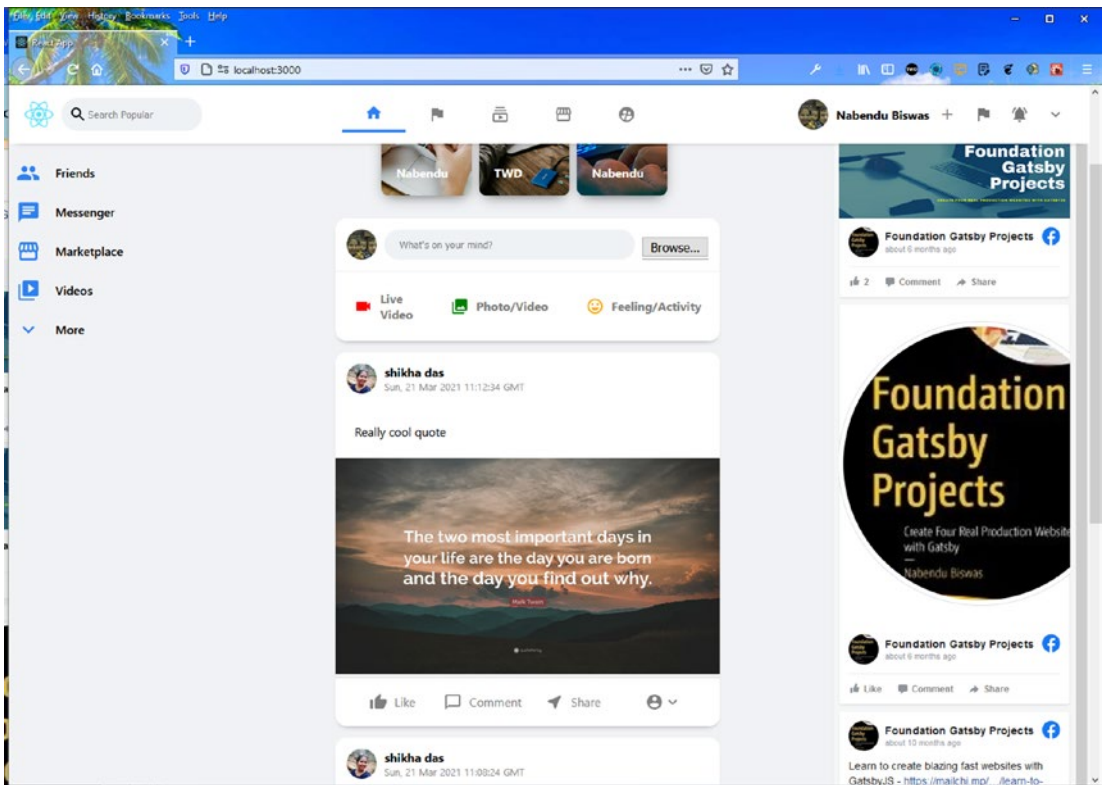 File Edit View History Bookmarks Tools Help
React App
localhost:3000
Search Popular
Nabendu Biswas
Friends
Messenger
Marketplace
Videos
More
Nabendu
TWD
Nabendu
What's on your mind?
Browse...
Live
Video
Photo/Video
Feeling/Activity
shikha das
Sun, 21 Mar 2021 11:12:34 GMT
Really cool quote
The two most important days in
your life are the day you are born
and the day you find out why.
Mark Twain
Like
Comment
Share
shikha das
Sun, 21 Mar 2021 11:08:24 GMT
Foundation
Gatsby
Projects
Foundation Gatsby Projects
about 6 months ago
2
Comment
Share
Foundation
Gatsby
Projects
Create Four Real Production Website
with Gatsby
Nabendu Biswas
Foundation Gatsby Projects
about 6 months ago
Like
Comment
Share
Foundation Gatsby Projects
about 10 months ago
Learn to create blazing fast websites with
GatsbyJS - https://mailchi.mp/.../learn-to-